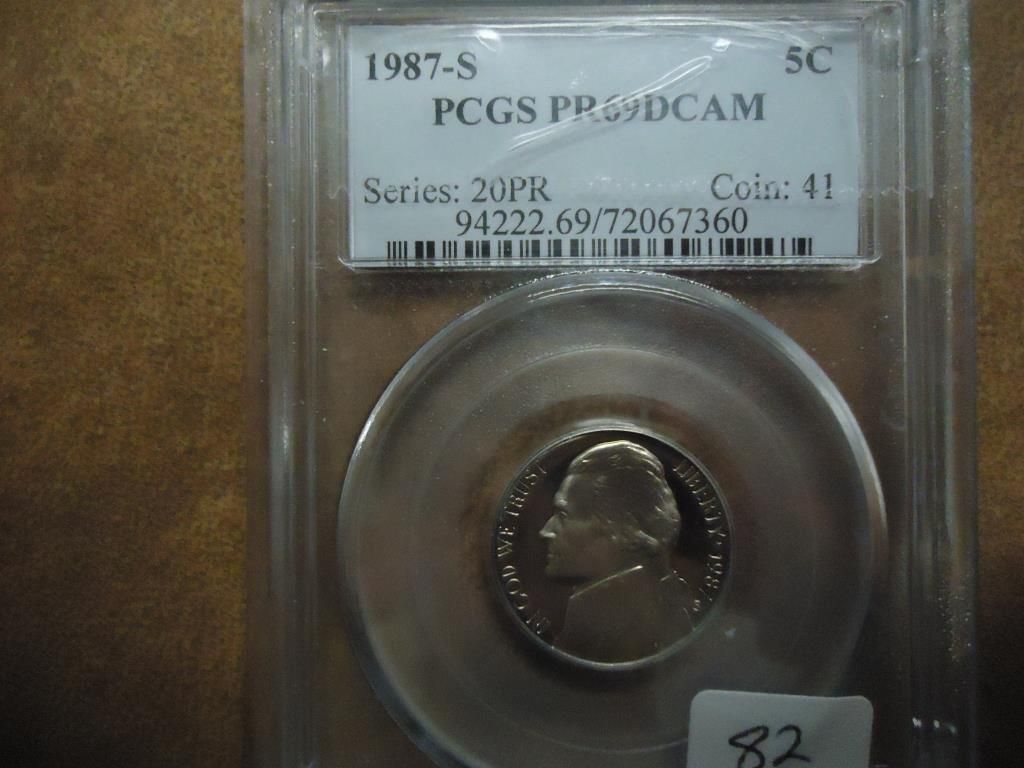 1987-S 5C
PCGS PR69DCAM
Series: 20PR Coin: 41
94222.69/72067360
IN GOD WE TRUST
LIBERTY 1987
82